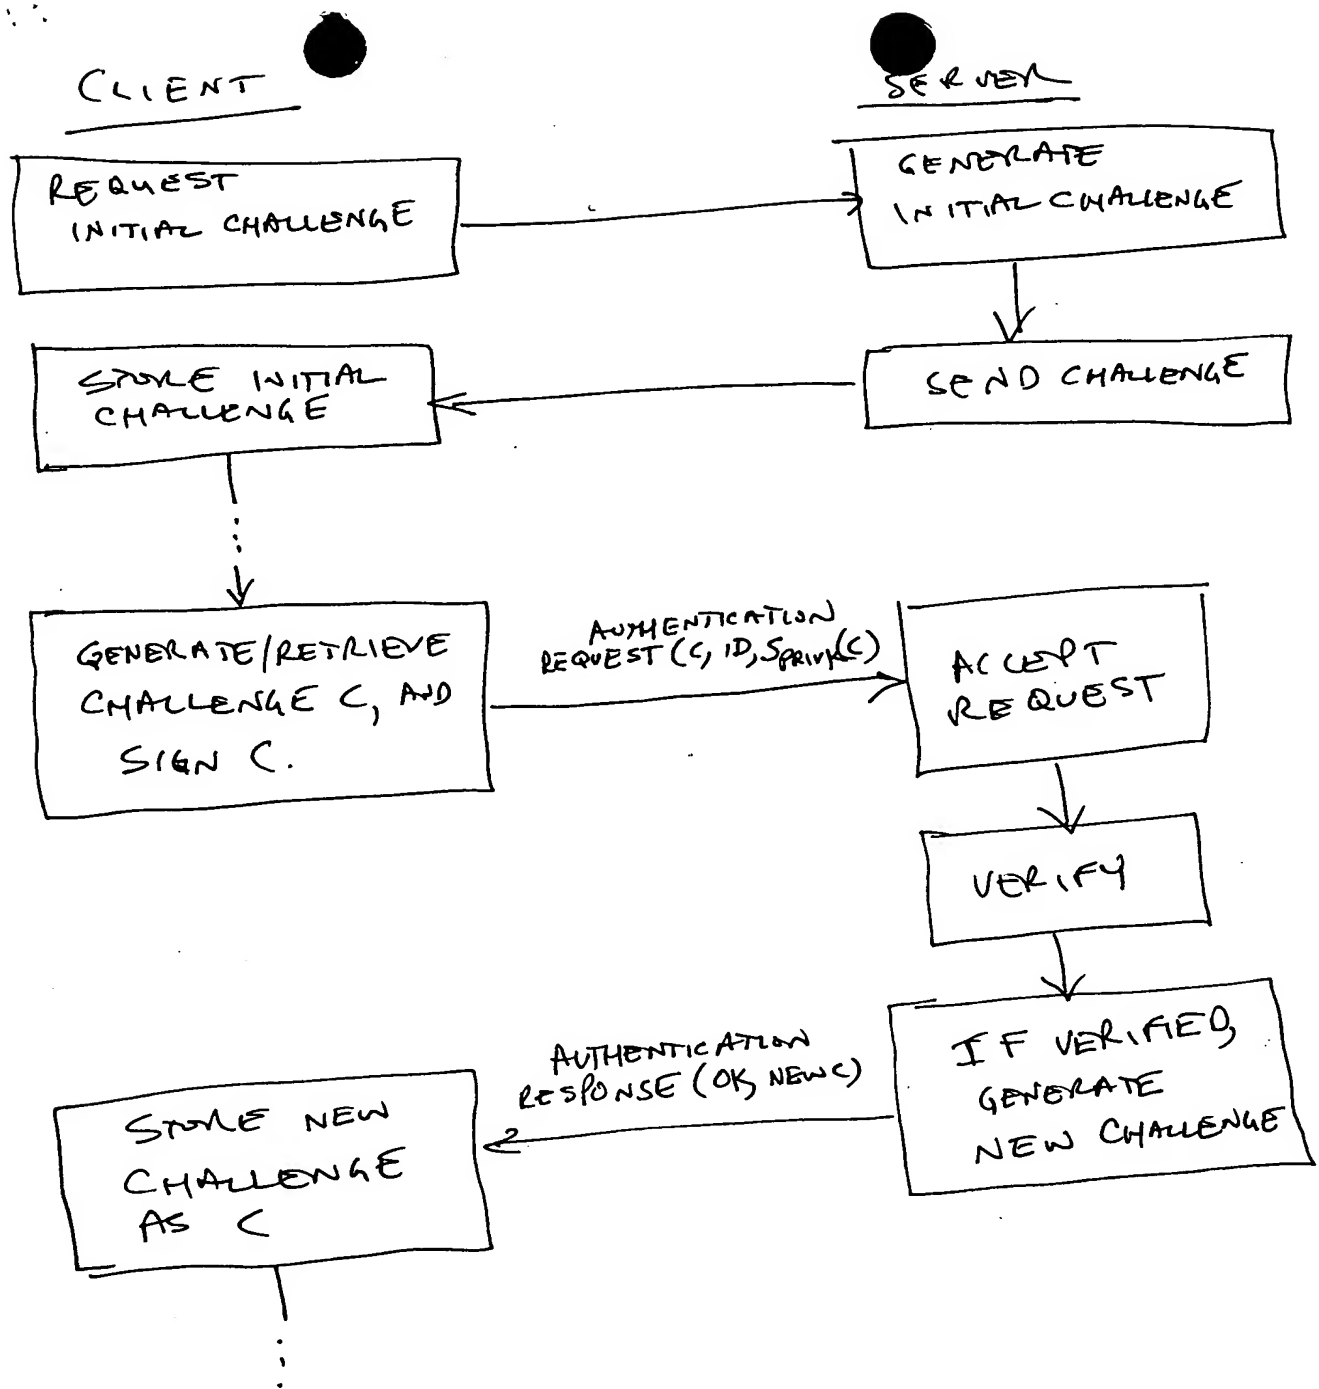 CLIENT
SERVER
REQUEST
INITIAL CHALLENGE
GENERATE
INITIAL CHALLENGE
SEND CHALLENGE
STORE INITIAL
CHALLENGE
GENERATE/RETRIEVE
CHALLENGE C, AND
SIGN C.
AUTHENTICATION
REQUEST (C, ID, SPRIVK(C)
ACCEPT
REQUEST
VERIFY
IF VERIFIED,
GENERATE
NEW CHALLENGE
AUTHENTICATION
RESPONSE (OK, NEW C)
STORE NEW
CHALLENGE
AS C